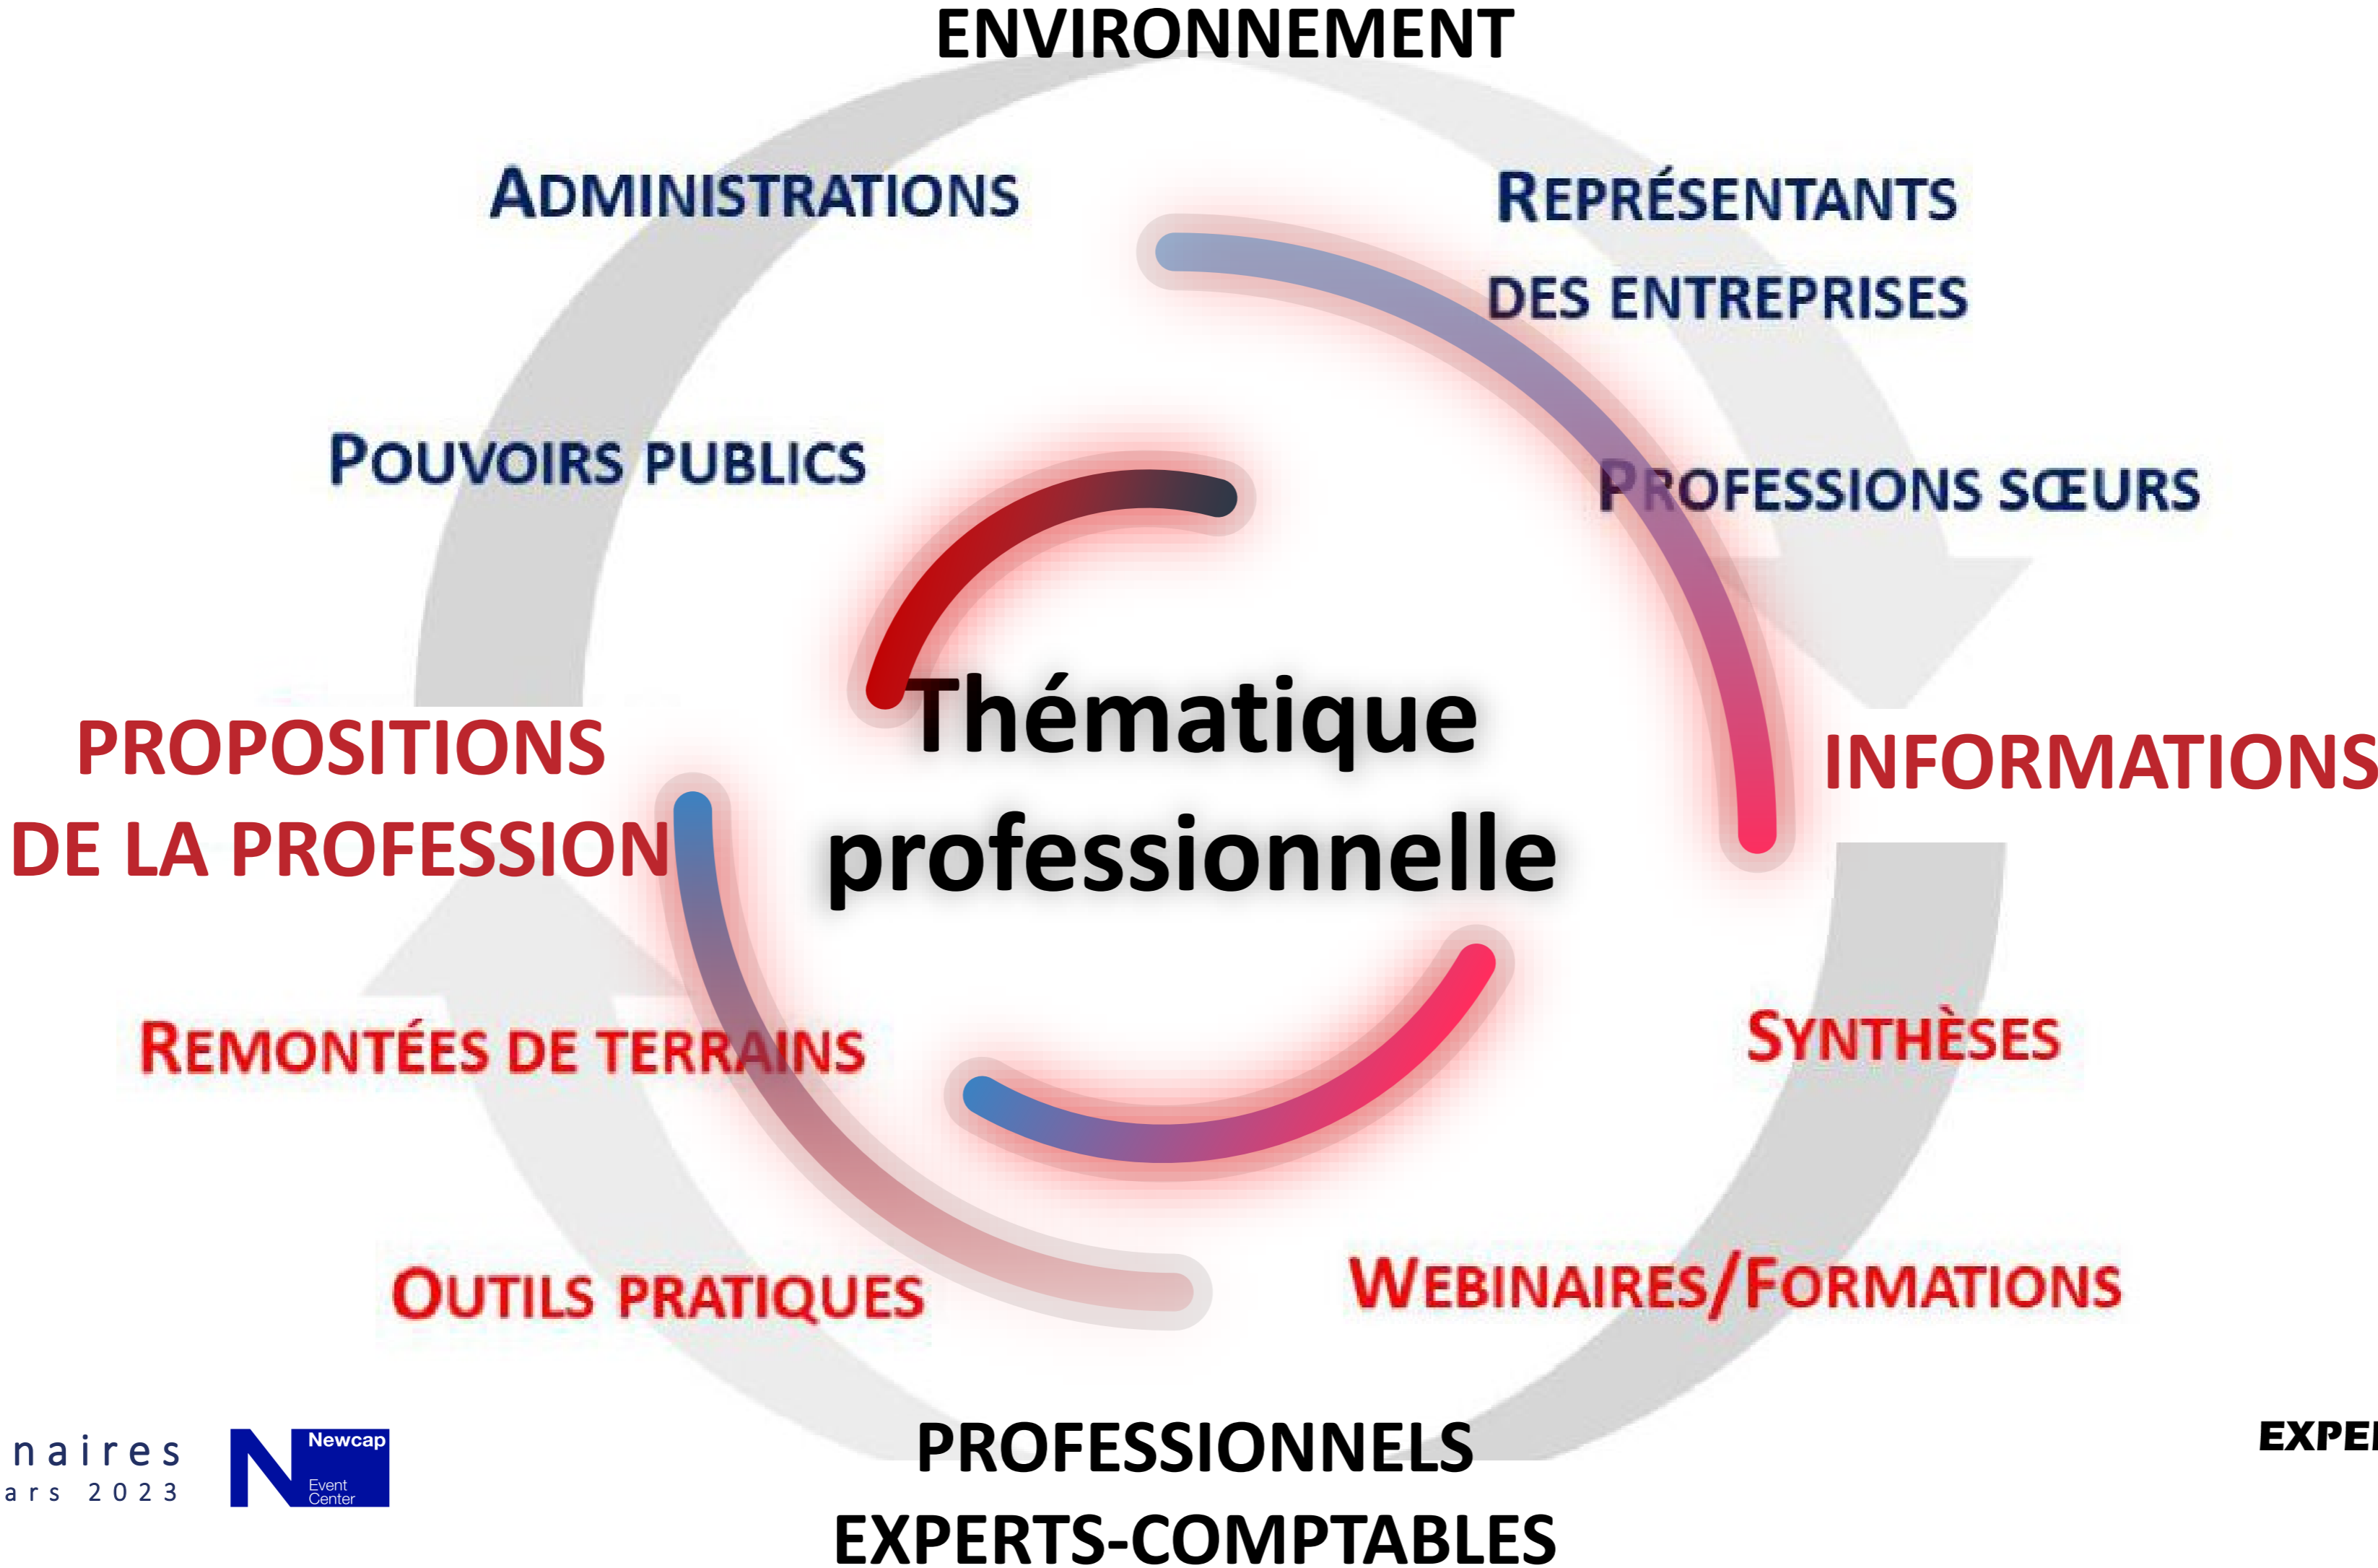 ENVIRONNEMENT
ADMINISTRATIONS
REPRÉSENTANTS
DES ENTREPRISES
POUVOIRS PUBLICS
PROFESSIONS SŒURS
Thématique
professionnelle
PROPOSITIONS
DE LA PROFESSION
INFORMATIONS
REMONTÉES DE TERRAINS
SYNTHÈSES
OUTILS PRATIQUES
WEBINAIRES/FORMATIONS
PROFESSIONNELS
EXPERTS-COMPTABLES
naires
ars 2023
Newcap
Event
Center
EXPE